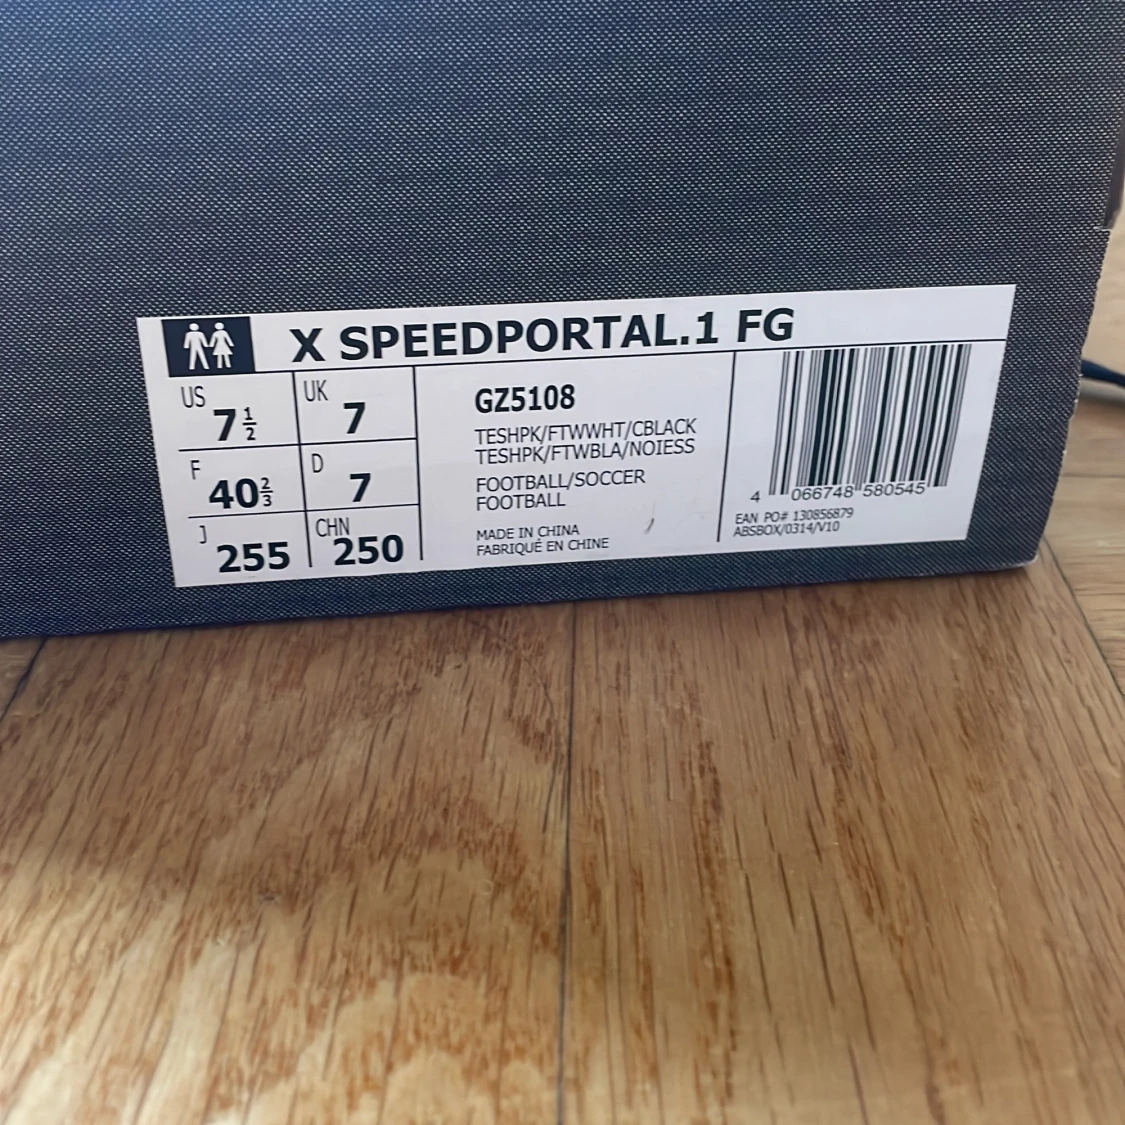 X SPEEDPORTAL.1 FG
US 7 1/2
UK 7
F 40 2/3
D 7
J 255
CHN 250
GZ5108
TESHPK/FTWWHT/CBLACK
TESHPK/FTWBLA/NOIESS
FOOTBALL/SOCCER
FOOTBALL
MADE IN CHINA
FABRIQUÉ EN CHINE
4 066748 580545
EAN PO# 130856879
ABSBOX/0314/V10